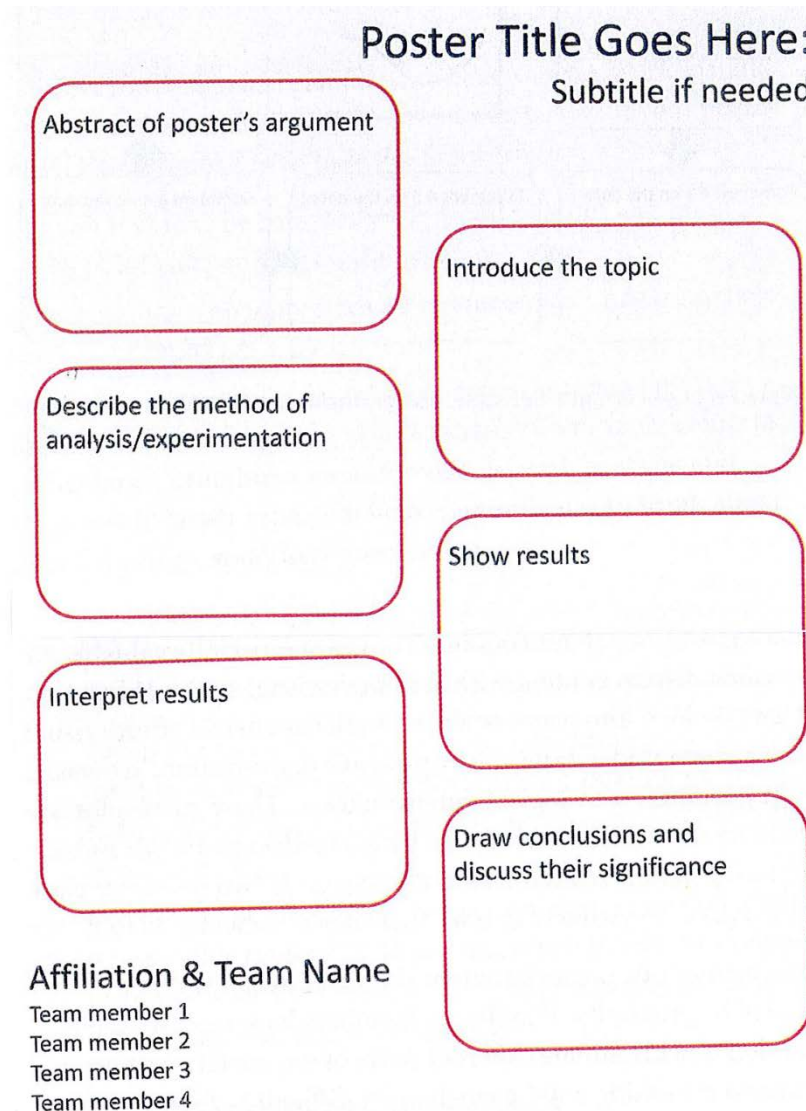 Poster Title Goes Here:
Subtitle if needed
Abstract of poster's argument
Introduce the topic
Describe the method of
analysis/experimentation
Show results
Interpret results
Draw conclusions and
discuss their significance
Affiliation & Team Name
Team member 1
Team member 2
Team member 3
Team member 4